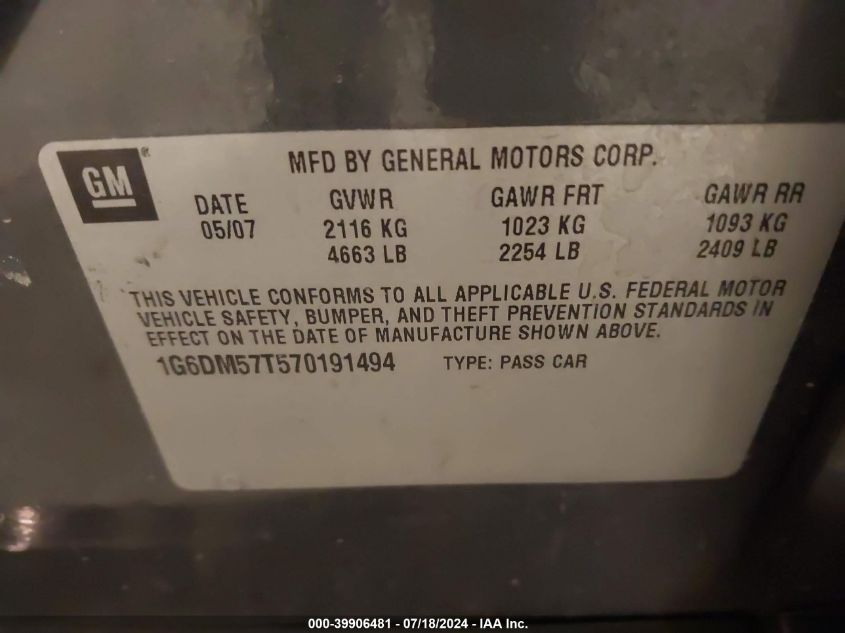 GM®
MFD BY GENERAL MOTORS CORP.
DATE GVWR GAWR FRT GAWR RR
05/07 2116 KG 1023 KG 1093 KG
4663 LB 2254 LB 2409 LB
THIS VEHICLE CONFORMS TO ALL APPLICABLE U.S. FEDERAL MOTOR
VEHICLE SAFETY, BUMPER, AND THEFT PREVENTION STANDARDS IN
EFFECT ON THE DATE OF MANUFACTURE SHOWN ABOVE.
1G6DM57T570191494 TYPE: PASS CAR
000-39906481 - 07/18/2024 - IAA Inc.